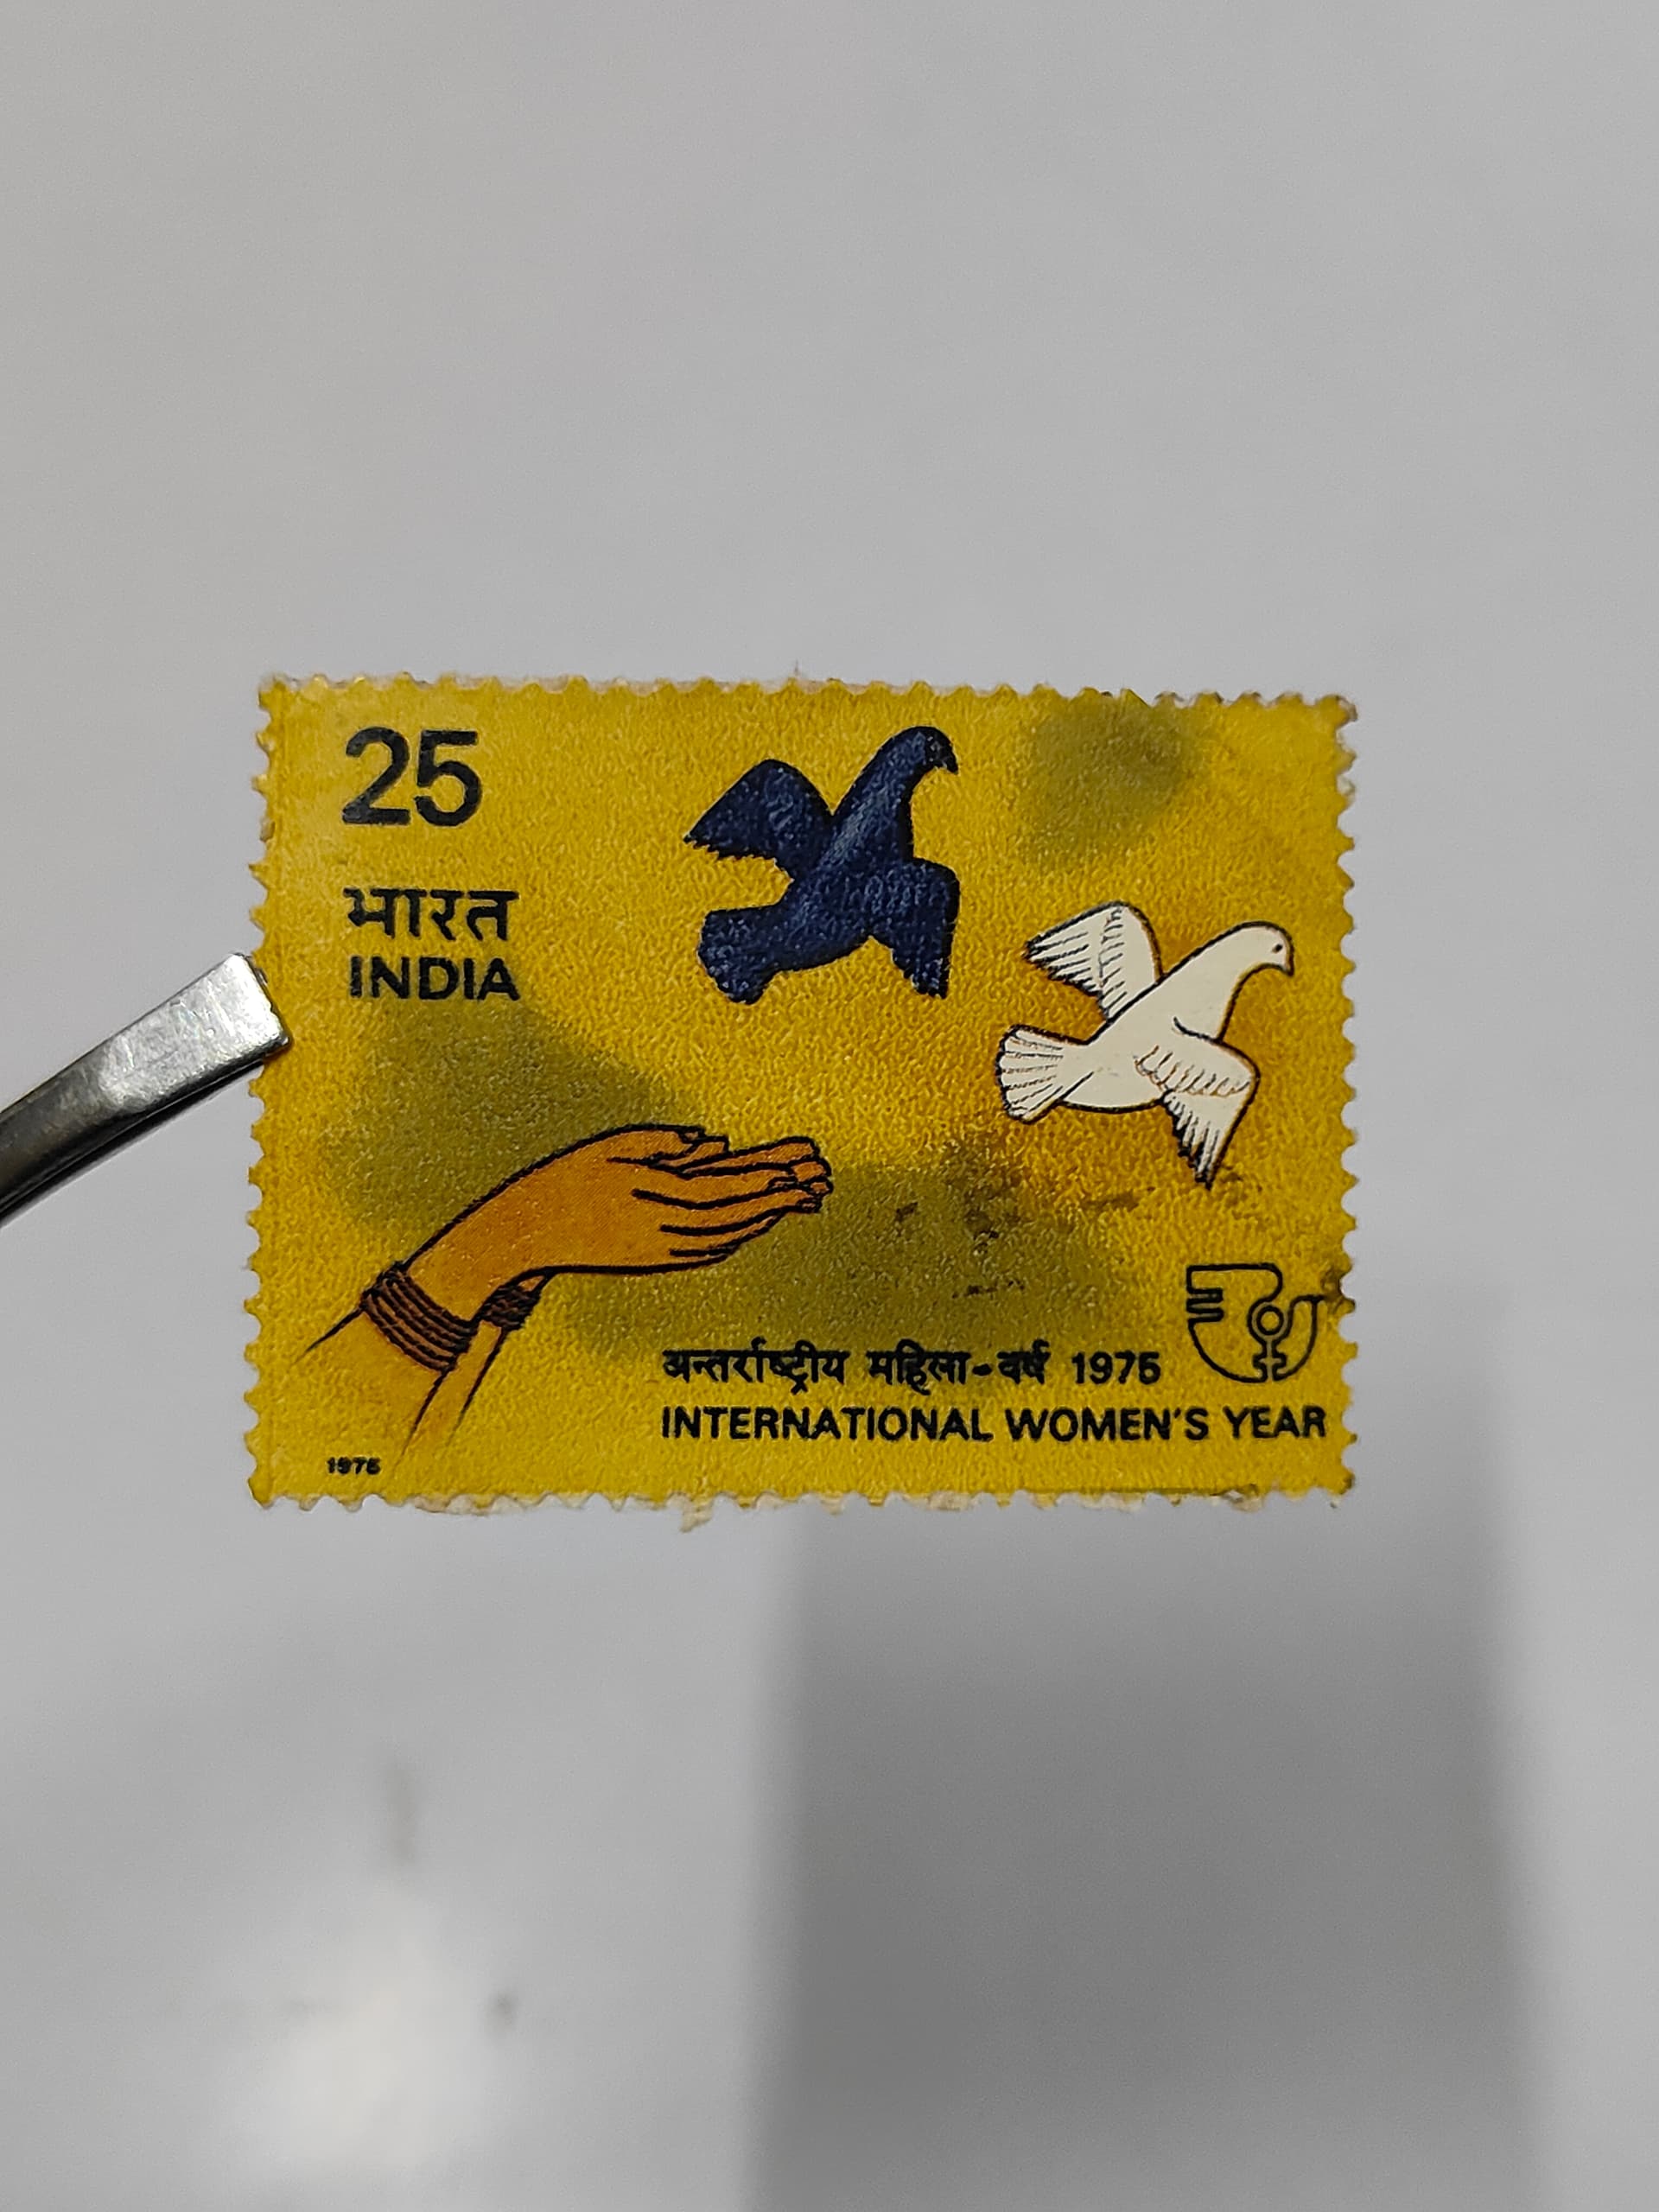 25
भारत
INDIA
अन्तर्राष्ट्रीय महिला-वर्ष 1975
INTERNATIONAL WOMEN'S YEAR
1975